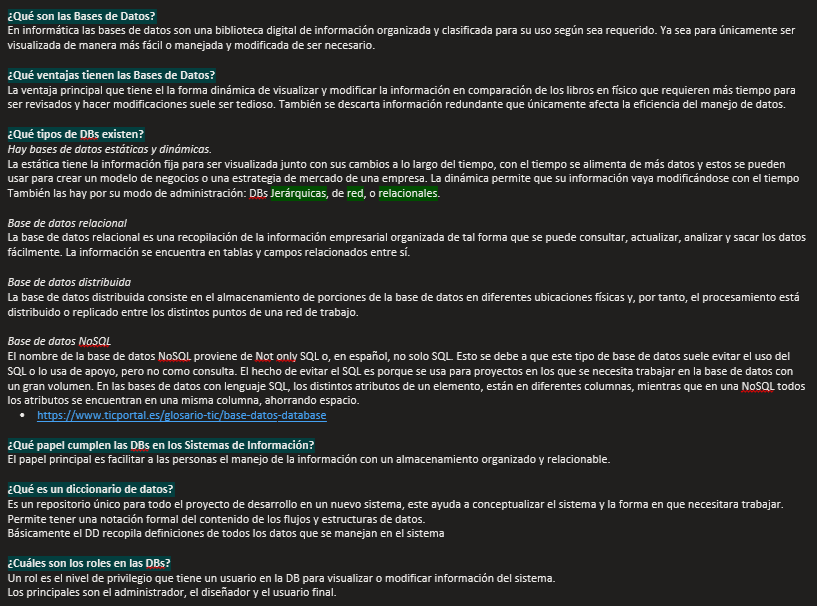 ¿Qué son las Bases de Datos?
En informática las bases de datos son una biblioteca digital de información organizada y clasificada para su uso según sea requerido. Ya sea para únicamente ser
visualizada de manera más fácil o manejada y modificada de ser necesario.
¿Qué ventajas tienen las Bases de Datos?
La ventaja principal que tiene el la forma dinámica de visualizar y modificar la información en comparación de los libros en físico que requieren más tiempo para
ser revisados y hacer modificaciones suele ser tedioso. También se descarta información redundante que únicamente afecta la eficiencia del manejo de datos.
¿Qué tipos de DBs existen?
Hay bases de datos estáticas y dinámicas.
La estática tiene la información fija para ser visualizada junto con sus cambios a lo largo del tiempo, con el tiempo se alimenta de más datos y estos se pueden
usar para crear un modelo de negocios o una estrategia de mercado de una empresa. La dinámica permite que su información vaya modificándose con el tiempo
También las hay por su modo de administración: DBs Jerárquicas, de red, o relacionales.
Base de datos relacional
La base de datos relacional es una recopilación de la información empresarial organizada de tal forma que se puede consultar, actualizar, analizar y sacar los datos
fácilmente. La información se encuentra en tablas y campos relacionados entre sí.
Base de datos distribuida
La base de datos distribuida consiste en el almacenamiento de porciones de la base de datos en diferentes ubicaciones físicas y, por tanto, el procesamiento está
distribuido o replicado entre los distintos puntos de una red de trabajo.
Base de datos NoSQL
El nombre de la base de datos NoSQL proviene de Not only SQL o, en español, no solo SQL. Esto se debe a que este tipo de base de datos suele evitar el uso del
SQL o lo usa de apoyo, pero no como consulta. El hecho de evitar el SQL es porque se usa para proyectos en los que se necesita trabajar en la base de datos con
un gran volumen. En las bases de datos con lenguaje SQL, los distintos atributos de un elemento, están en diferentes columnas, mientras que en una NoSQL todos
los atributos se encuentran en una misma columna, ahorrando espacio.
• https://www.ticportal.es/glosario-tic/base-datos-database
¿Qué papel cumplen las DBs en los Sistemas de Información?
El papel principal es facilitar a las personas el manejo de la información con un almacenamiento organizado y relacionable.
¿Qué es un diccionario de datos?
Es un repositorio único para todo el proyecto de desarrollo en un nuevo sistema, este ayuda a conceptualizar el sistema y la forma en que necesitara trabajar.
Permite tener una notación formal del contenido de los flujos y estructuras de datos.
Básicamente el DD recopila definiciones de todos los datos que se manejan en el sistema
¿Cuáles son los roles en las DBs?
Un rol es el nivel de privilegio que tiene un usuario en la DB para visualizar o modificar información del sistema.
Los principales son el administrador, el diseñador y el usuario final.